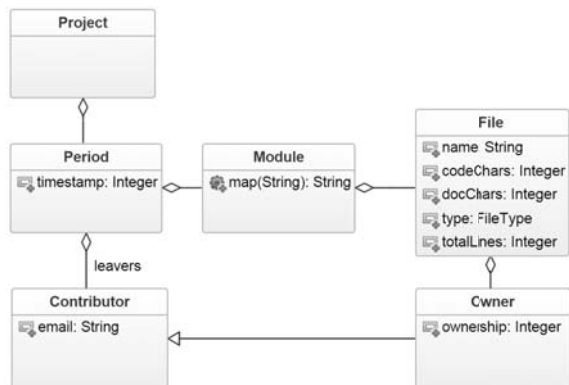 Project
Period
timestamp: Integer
Module
map(String): String
File
name: String
codeChars: Integer
docChars: Integer
type: FileType
totalLines: Integer
leavers
Contributor
email: String
Owner
ownership: Integer